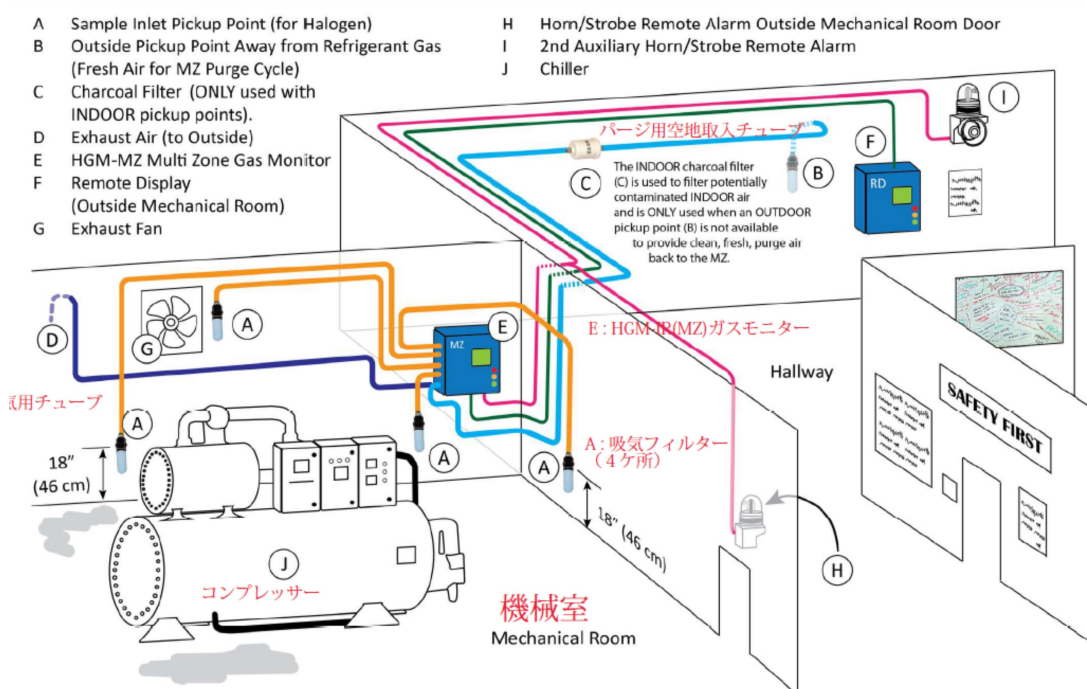 A Sample Inlet Pickup Point (for Halogen)
B Outside Pickup Point Away from Refrigerant Gas
(Fresh Air for MZ Purge Cycle)
C Charcoal Filter (ONLY used with
INDOOR pickup points).
D Exhaust Air (to Outside)
E HGM-MZ Multi Zone Gas Monitor
F Remote Display
(Outside Mechanical Room)
G Exhaust Fan
H Horn/Strobe Remote Alarm Outside Mechanical Room Door
I 2nd Auxiliary Horn/Strobe Remote Alarm
J Chiller
I
パージ用空地取入チューブ
C
The INDOOR charcoal filter
(C) is used to filter potentially
contaminated INDOOR air
and is ONLY used when an OUTDOOR
pickup point (B) is not available
to provide clean, fresh, purge air
back to the MZ.
B
F
RD
D
G
A
MZ
E
E : HGM-IR(MZ)ガスモニター
Hallway
SAFETY FIRST
気用チューブ
A
18"
(46 cm)
A
A
A : 吸気フィルター
(4ケ所)
18" (46 cm)
H
J
コンプレッサー
機械室
Mechanical Room